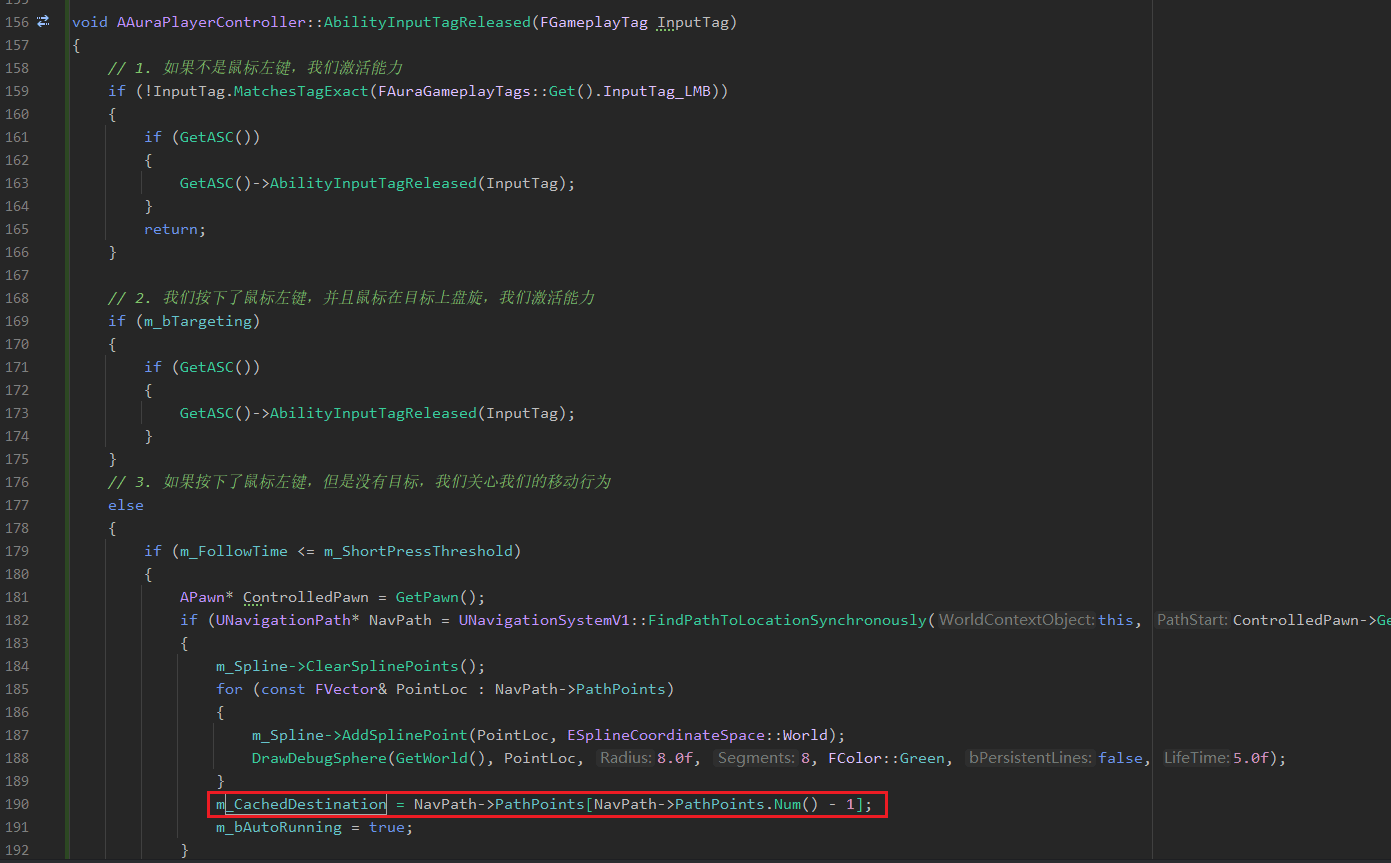 156 void AAuraPlayerController::AbilityInputTagReleased(FGameplayTag InputTag)
157 {
158 // 1. 如果不是鼠标左键，我们激活能力
159 if (!InputTag.MatchesTagExact(FAuraGameplayTags::Get().InputTag_LMB))
160 {
161 if (GetASC())
162 {
163 GetASC()->AbilityInputTagReleased(InputTag);
164 }
165 return;
166 }
167
168 // 2. 我们按下了鼠标左键，并且鼠标在目标上盘旋，我们激活能力
169 if (m_bTargeting)
170 {
171 if (GetASC())
172 {
173 GetASC()->AbilityInputTagReleased(InputTag);
174 }
175 }
176 // 3. 如果按下了鼠标左键，但是没有目标，我们关心我们的移动行为
177 else
178 {
179 if (m_FollowTime <= m_ShortPressThreshold)
180 {
181 APawn* ControlledPawn = GetPawn();
182 if (UNavigationPath* NavPath = UNavigationSystemV1::FindPathToLocationSynchronously( WorldContextObject: this, PathStart: ControlledPawn->Ge
183 {
184 m_Spline->ClearSplinePoints();
185 for (const FVector& PointLoc : NavPath->PathPoints)
186 {
187 m_Spline->AddSplinePoint(PointLoc, ESplineCoordinateSpace::World);
188 DrawDebugSphere(GetWorld(), PointLoc, Radius: 8.0f, Segments: 8, FColor::Green, bPersistentLines: false, LifeTime: 5.0f);
189 }
190 m_CachedDestination = NavPath->PathPoints[NavPath->PathPoints.Num() - 1];
191 m_bAutoRunning = true;
192 }